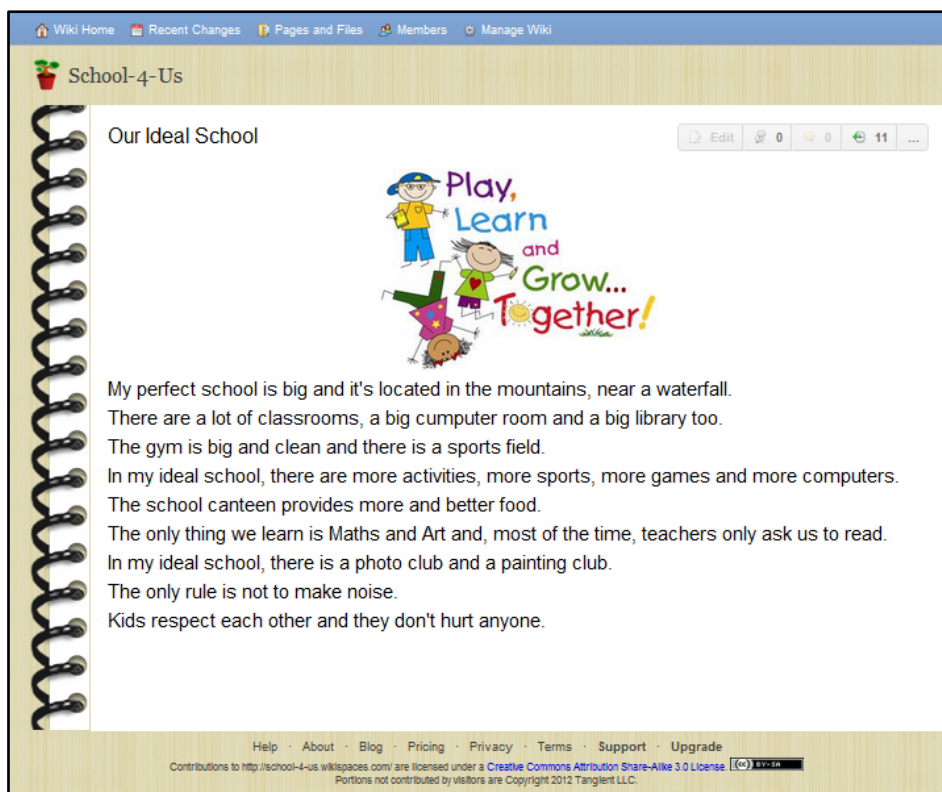 Wiki Home Recent Changes Pages and Files Members Manage Wiki
School-4-Us
Our Ideal School
Edit 0 0 11 ...
Play,
Learn
and
Grow...
Together!
My perfect school is big and it's located in the mountains, near a waterfall.
There are a lot of classrooms, a big cumputer room and a big library too.
The gym is big and clean and there is a sports field.
In my ideal school, there are more activities, more sports, more games and more computers.
The school canteen provides more and better food.
The only thing we learn is Maths and Art and, most of the time, teachers only ask us to read.
In my ideal school, there is a photo club and a painting club.
The only rule is not to make noise.
Kids respect each other and they don't hurt anyone.
Help · About · Blog · Pricing · Privacy · Terms · Support · Upgrade
Contributions to http://school-4-us.wikispaces.com/ are licensed under a Creative Commons Attribution Share-Alike 3.0 License. (cc) BY-SA
Portions not contributed by visitors are Copyright 2012 Tangient LLC.